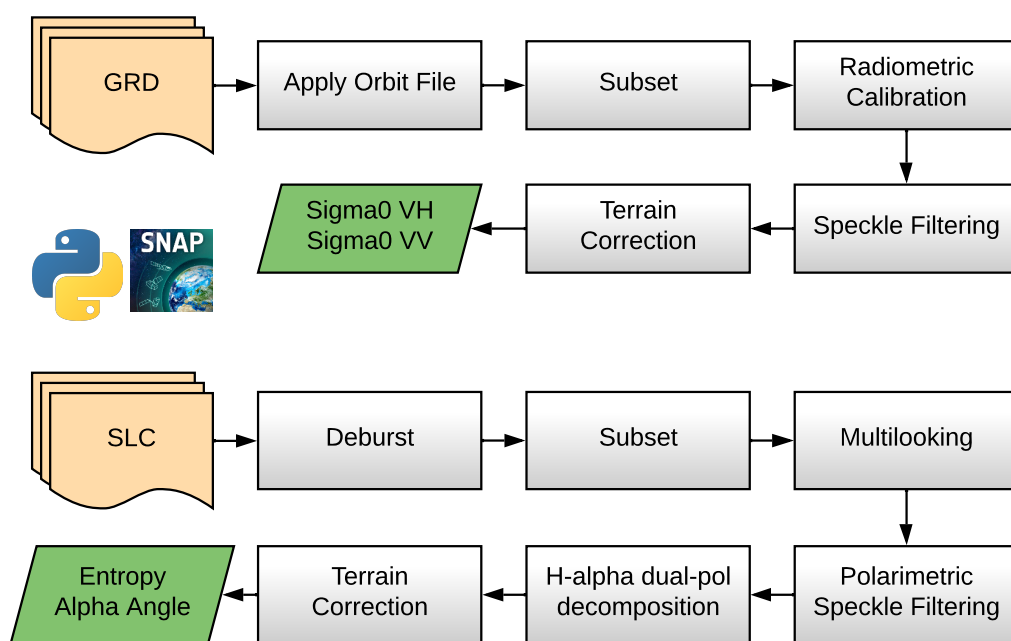 GRD
Apply Orbit File
Subset
Radiometric
Calibration
Sigma0 VH
Sigma0 VV
Terrain
Correction
Speckle Filtering
SNAP
SLC
Deburst
Subset
Multilooking
Entropy
Alpha Angle
Terrain
Correction
H-alpha dual-pol
decomposition
Polarimetric
Speckle Filtering